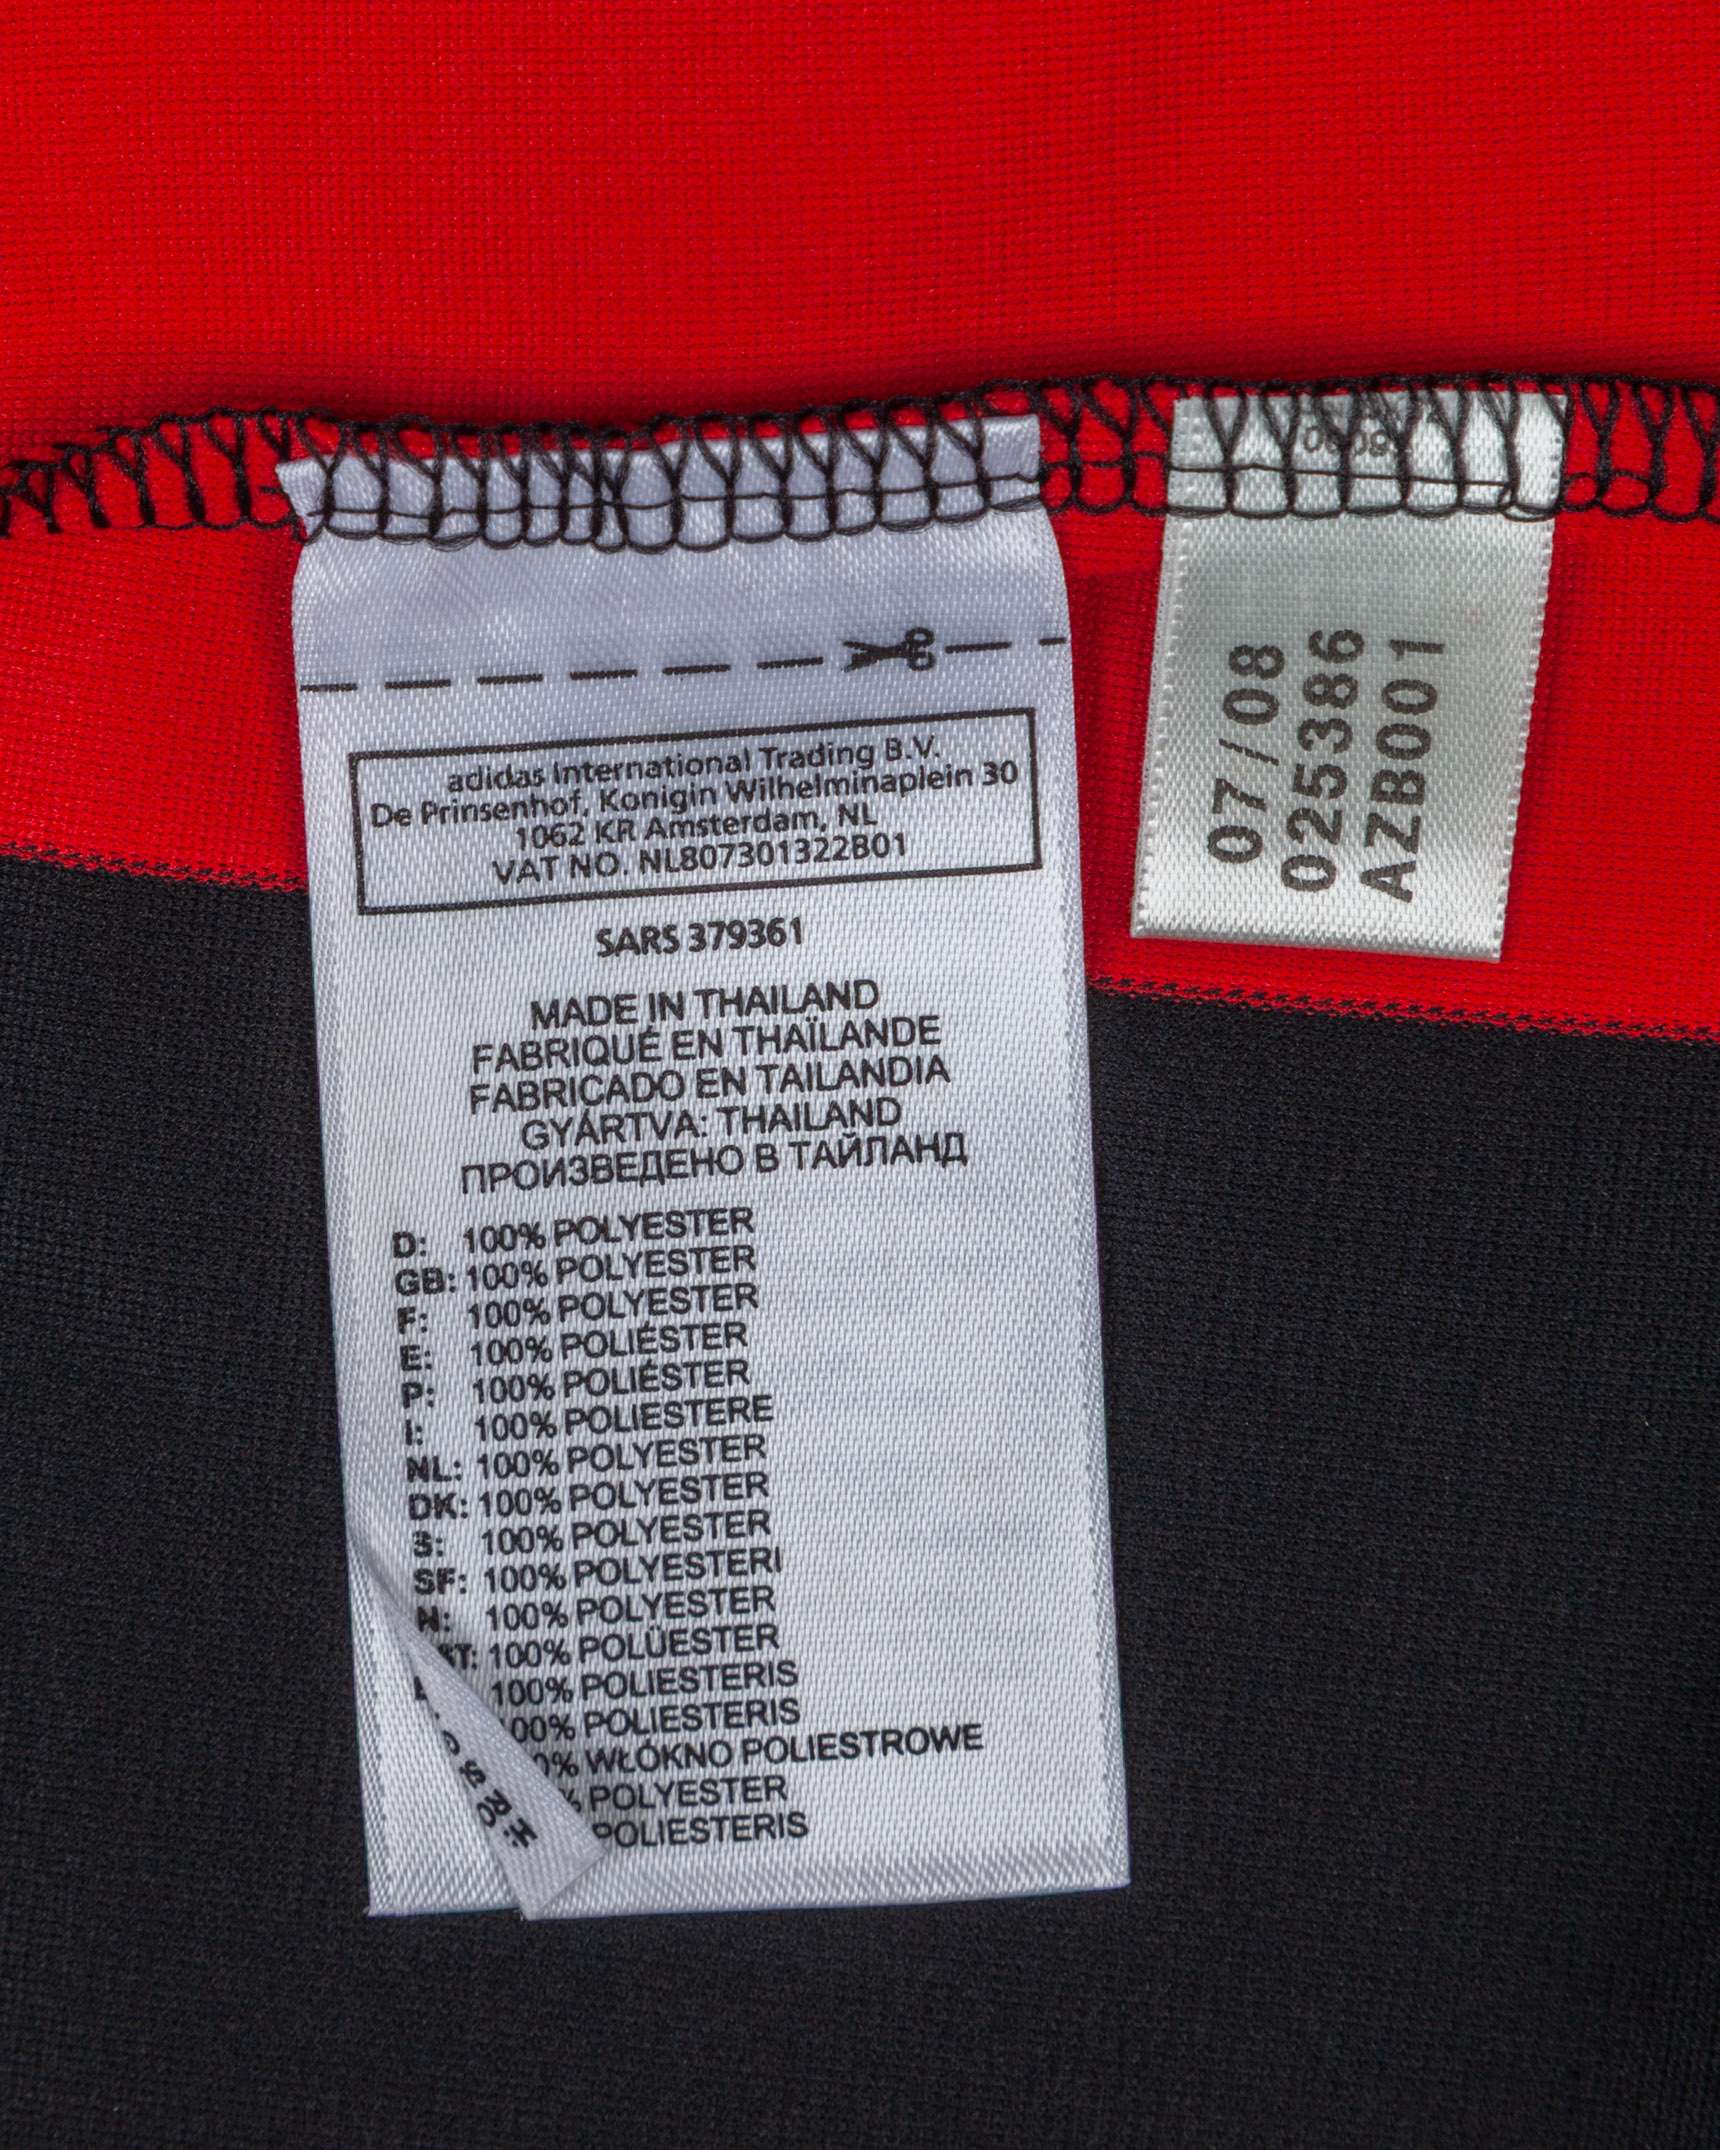 adidas International Trading B.V.
De Prinsenhof, Konigin Wilhelminaplein 30
1062 KR Amsterdam, NL
VAT NO. NL807301322B01
SARS 379361
MADE IN THAILAND
FABRIQUÉ EN THAÏLANDE
FABRICADO EN TAILANDIA
GYÁRTVA: THAILAND
ПРОИЗВЕДЕНО В ТАЙЛАНД
D: 100% POLYESTER
GB: 100% POLYESTER
F: 100% POLYESTER
E: 100% POLIÉSTER
P: 100% POLIÉSTER
I: 100% POLIESTERE
NL: 100% POLYESTER
DK: 100% POLYESTER
S: 100% POLYESTER
SF: 100% POLYESTERI
N: 100% POLYESTER
100% POLÜESTER
100% POLIESTERIS
POLIESTERIS
WŁÓKNO POLIESTROWE
POLYESTER
POLIESTERIS
07/08
025386
AZB001